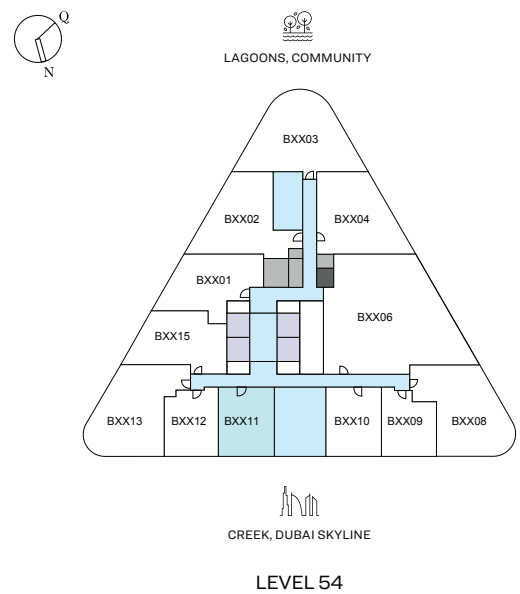 Q
N
LAGOONS, COMMUNITY
BXX03
BXX02
BXX04
BXX01
BXX06
BXX15
BXX13
BXX12
BXX11
BXX10
BXX09
BXX08
CREEK, DUBAI SKYLINE
LEVEL 54